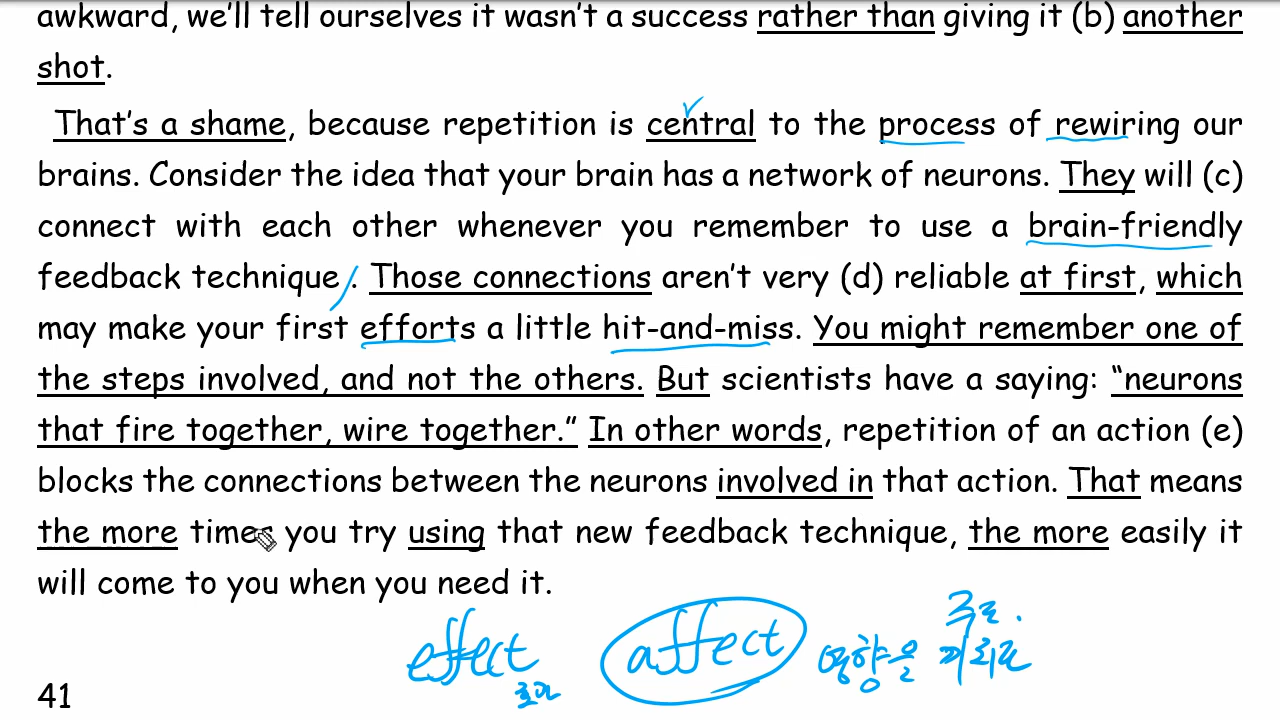 awkward, we'll tell ourselves it wasn't a success rather than giving it (b) another
shot.
That's a shame, because repetition is central to the process of rewiring our
brains. Consider the idea that your brain has a network of neurons. They will (c)
connect with each other whenever you remember to use a brain-friendly
feedback technique. Those connections aren't very (d) reliable at first, which
may make your first efforts a little hit-and-miss. You might remember one of
the steps involved, and not the others. But scientists have a saying: "neurons
that fire together, wire together." In other words, repetition of an action (e)
blocks the connections between the neurons involved in that action. That means
the more times you try using that new feedback technique, the more easily it
will come to you when you need it.
주로.
effect affect 영향을 미치다
효과
41